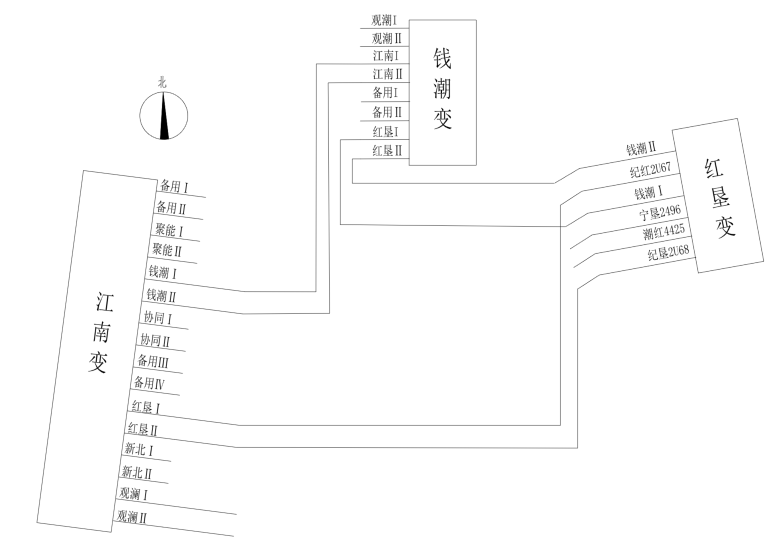 观潮Ⅰ
观潮Ⅱ
江南Ⅰ
江南Ⅱ
备用Ⅰ
备用Ⅱ
红垦Ⅰ
红垦Ⅱ
钱潮变
北
钱潮Ⅱ
纪红2U67
钱潮Ⅰ
宁垦2496
潮红4425
纪垦2U68
红垦变
备用Ⅰ
备用Ⅱ
聚能Ⅰ
聚能Ⅱ
钱潮Ⅰ
钱潮Ⅱ
协同Ⅰ
协同Ⅱ
备用Ⅲ
备用Ⅳ
红垦Ⅰ
红垦Ⅱ
新北Ⅰ
新北Ⅱ
观澜Ⅰ
观澜Ⅱ
江南变